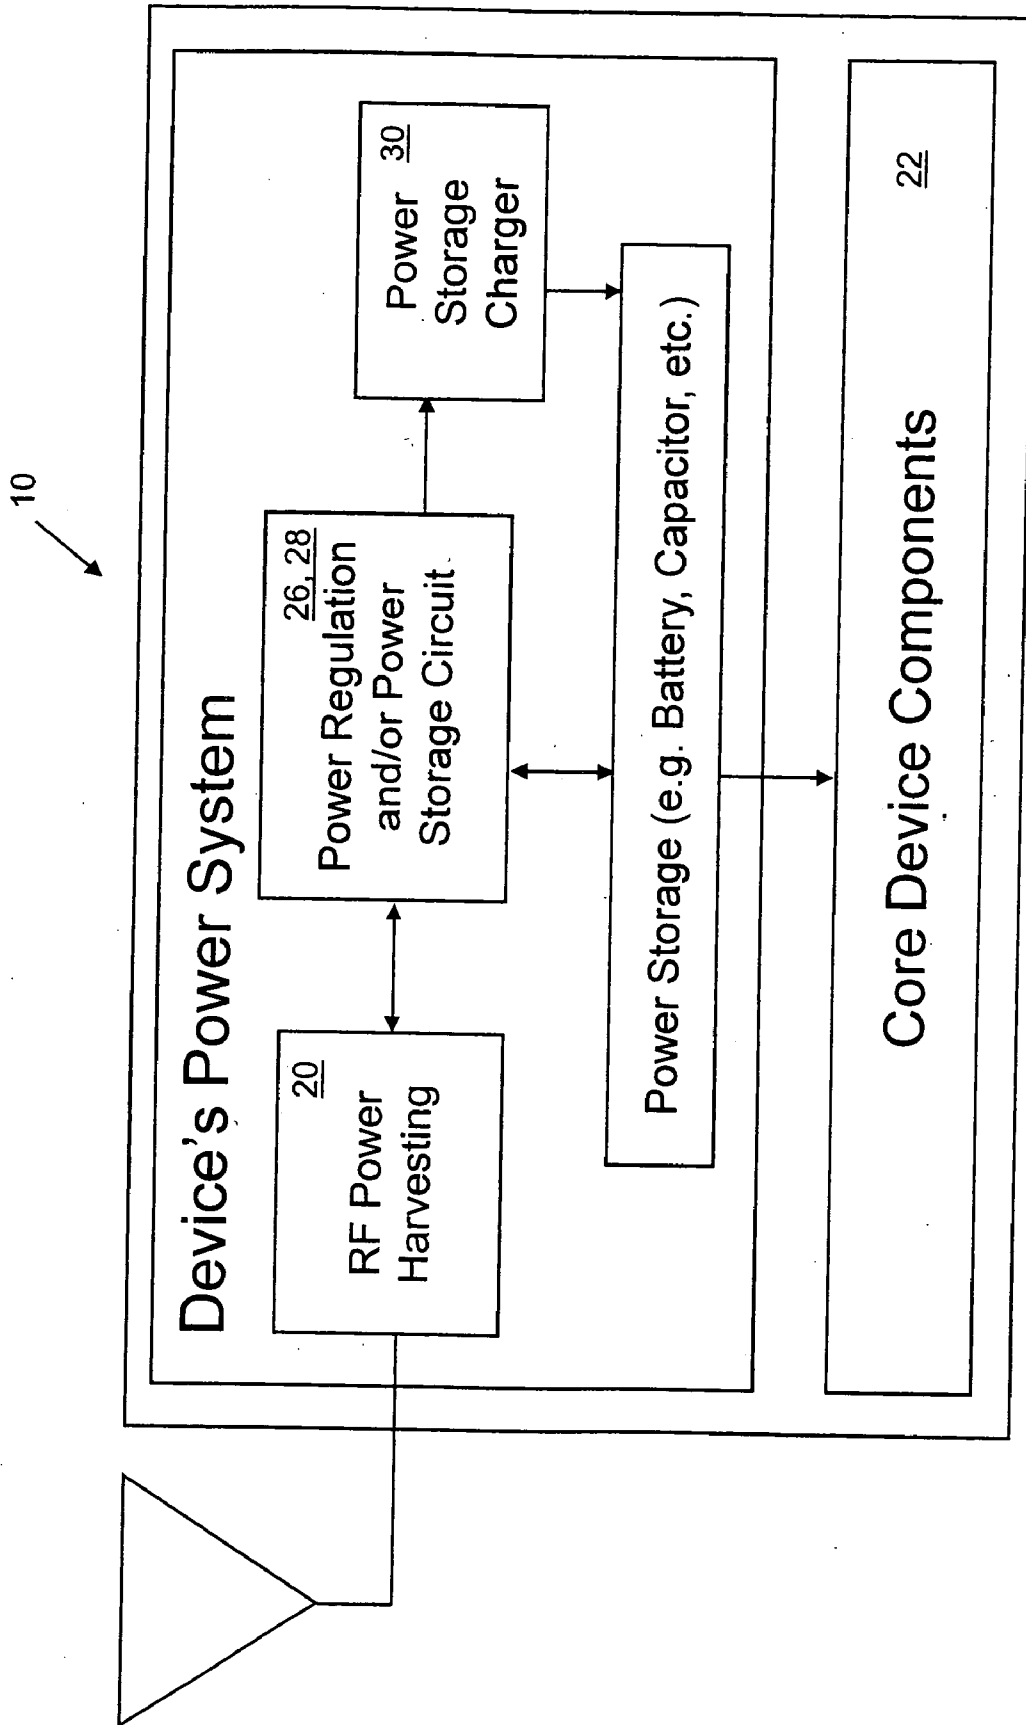 10
Device's Power System
20
RF Power
Harvesting
26, 28
Power Regulation
and/or Power
Storage Circuit
Power 30
Storage
Charger
Power Storage (e.g. Battery, Capacitor, etc.)
Core Device Components 22